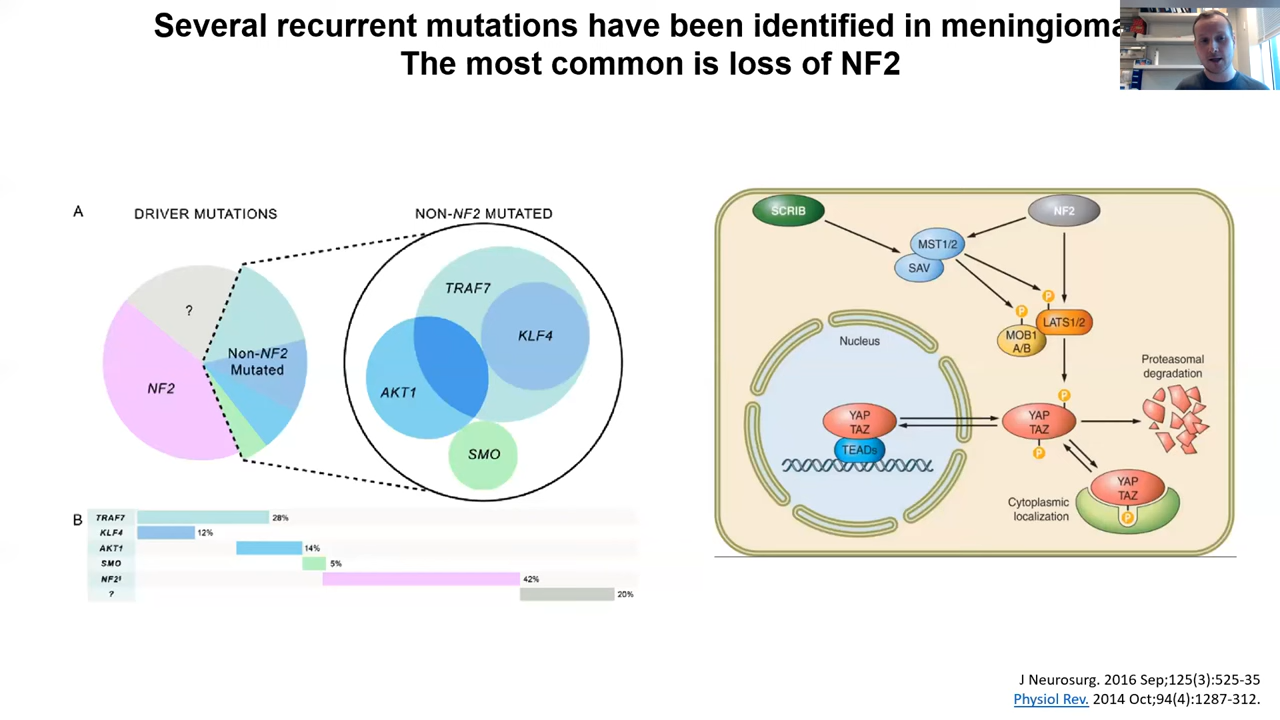 Several recurrent mutations have been identified in meningioma
The most common is loss of NF2
A
DRIVER MUTATIONS
NON-NF2 MUTATED
?
NF2
Non-NF2
Mutated
TRAF7
KLF4
AKT1
SMO
B
TRAF7 28%
KLF4 12%
AKT1 14%
SMO 5%
42%
? 20%
SCRIB
NF2
MST1/2
SAV
P
P
LATS1/2
MOB1
A/B
Nucleus
Proteasomal
degradation
P
YAP
TAZ
TEADs
YAP
TAZ
P
YAP
TAZ
P
Cytoplasmic
localization
J Neurosurg. 2016 Sep;125(3):525-35
Physiol Rev. 2014 Oct;94(4):1287-312.